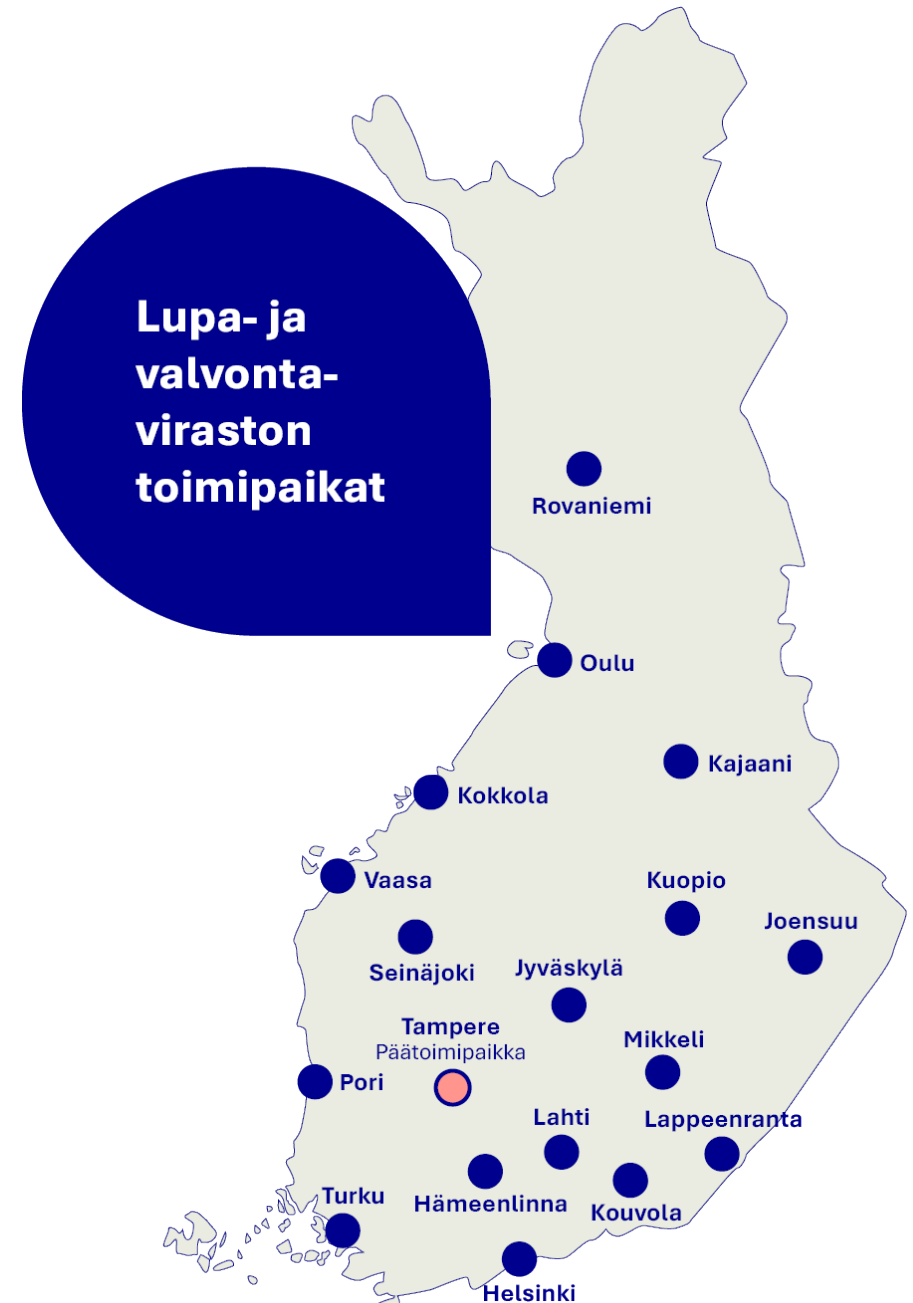 Lupa- ja
valvonta-
viraston
toimipaikat
Rovaniemi
Oulu
Kajaani
Kokkola
Vaasa
Kuopio
Joensuu
Seinäjoki
Jyväskylä
Tampere
Päätoimipaikka
Mikkeli
Pori
Lahti
Lappeenranta
Turku
Hämeenlinna
Kouvola
Helsinki